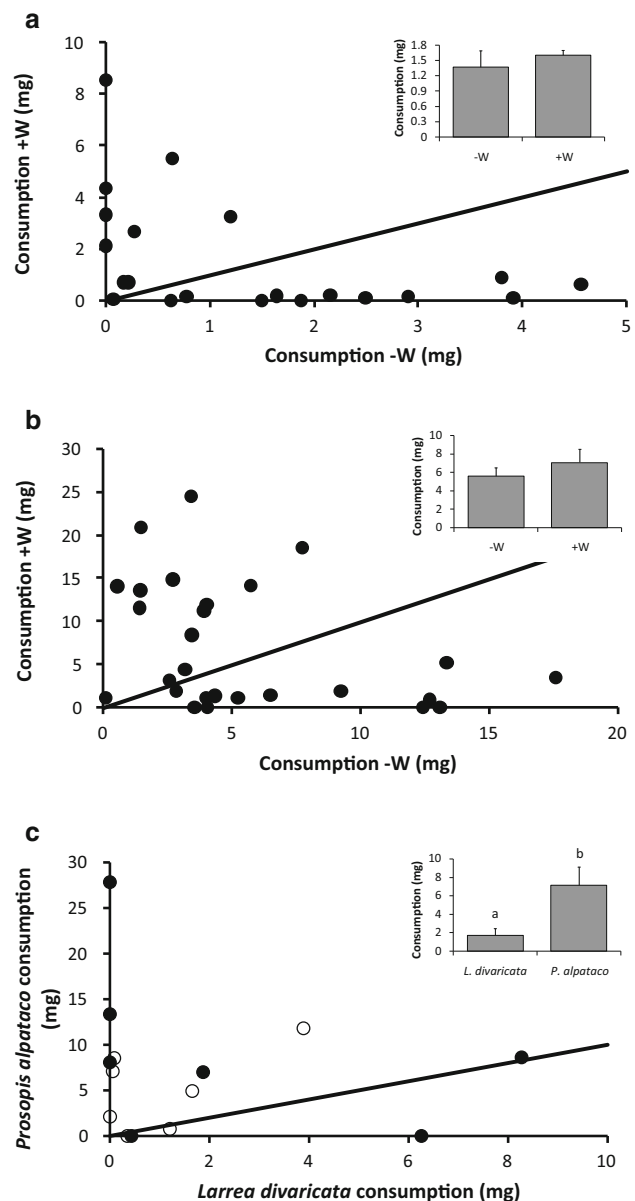 a
10
8
6
4
2
0
Consumption +W (mg)
0 1 2 3 4 5
Consumption -W (mg)
Consumption (mg)
1.8
1.5
1.2
0.9
0.6
0.3
0
-W +W
b
30
25
20
15
10
5
0
Consumption +W (mg)
0 5 10 15 20
Consumption -W (mg)
Consumption (mg)
10
8
6
4
2
0
-W +W
c
30
25
20
15
10
5
0
Prosopis alpataco consumption
(mg)
0 2 4 6 8 10
Larrea divaricata consumption (mg)
Consumption (mg)
10
8
6
4
2
0
a
b
L. divaricata P. alpataco